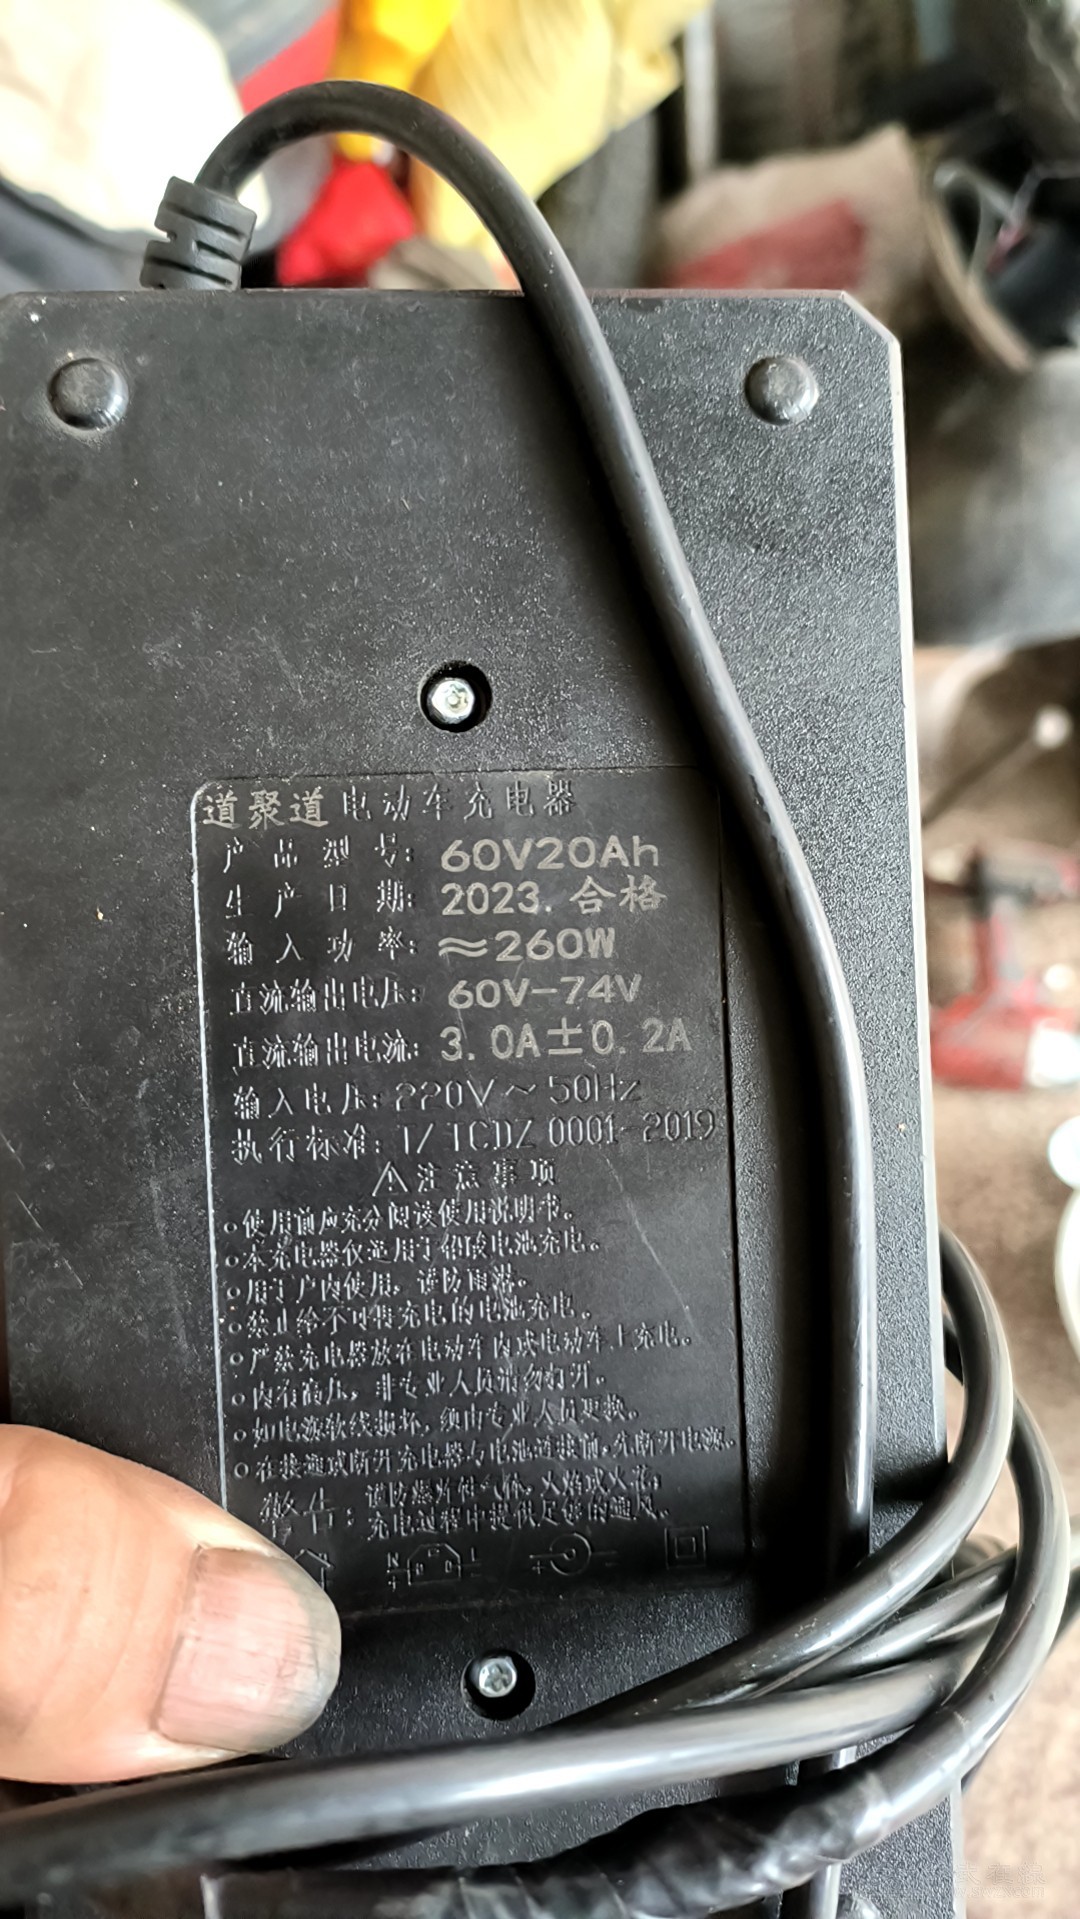 道聚道电动车充电器
产品型号: 60V20Ah
生产日期: 2023.合格
输入功率: ≈260W
直流输出电压: 60V-74V
直流输出电流: 3.0A±0.2A
输入电压: 220V～50Hz
执行标准: T/TCDZ 0001-2019
⚠注意事项
○使用前应充分阅读使用说明书。
○本充电器仅适用于铅酸电池充电。
○用于户内使用，谨防雨淋。
○禁止给不可再充电的电池充电。
○严禁充电器放在电动车内或电动车上充电。
○内有高压，非专业人员请勿打开。
○如电源软线损坏，须由专业人员更换。
○在接通或断开充电器与电池连接前，先断开电源。
警告: 谨防爆炸性气体，火焰或火花；
充电过程中提供足够的通风。
N L
+ -